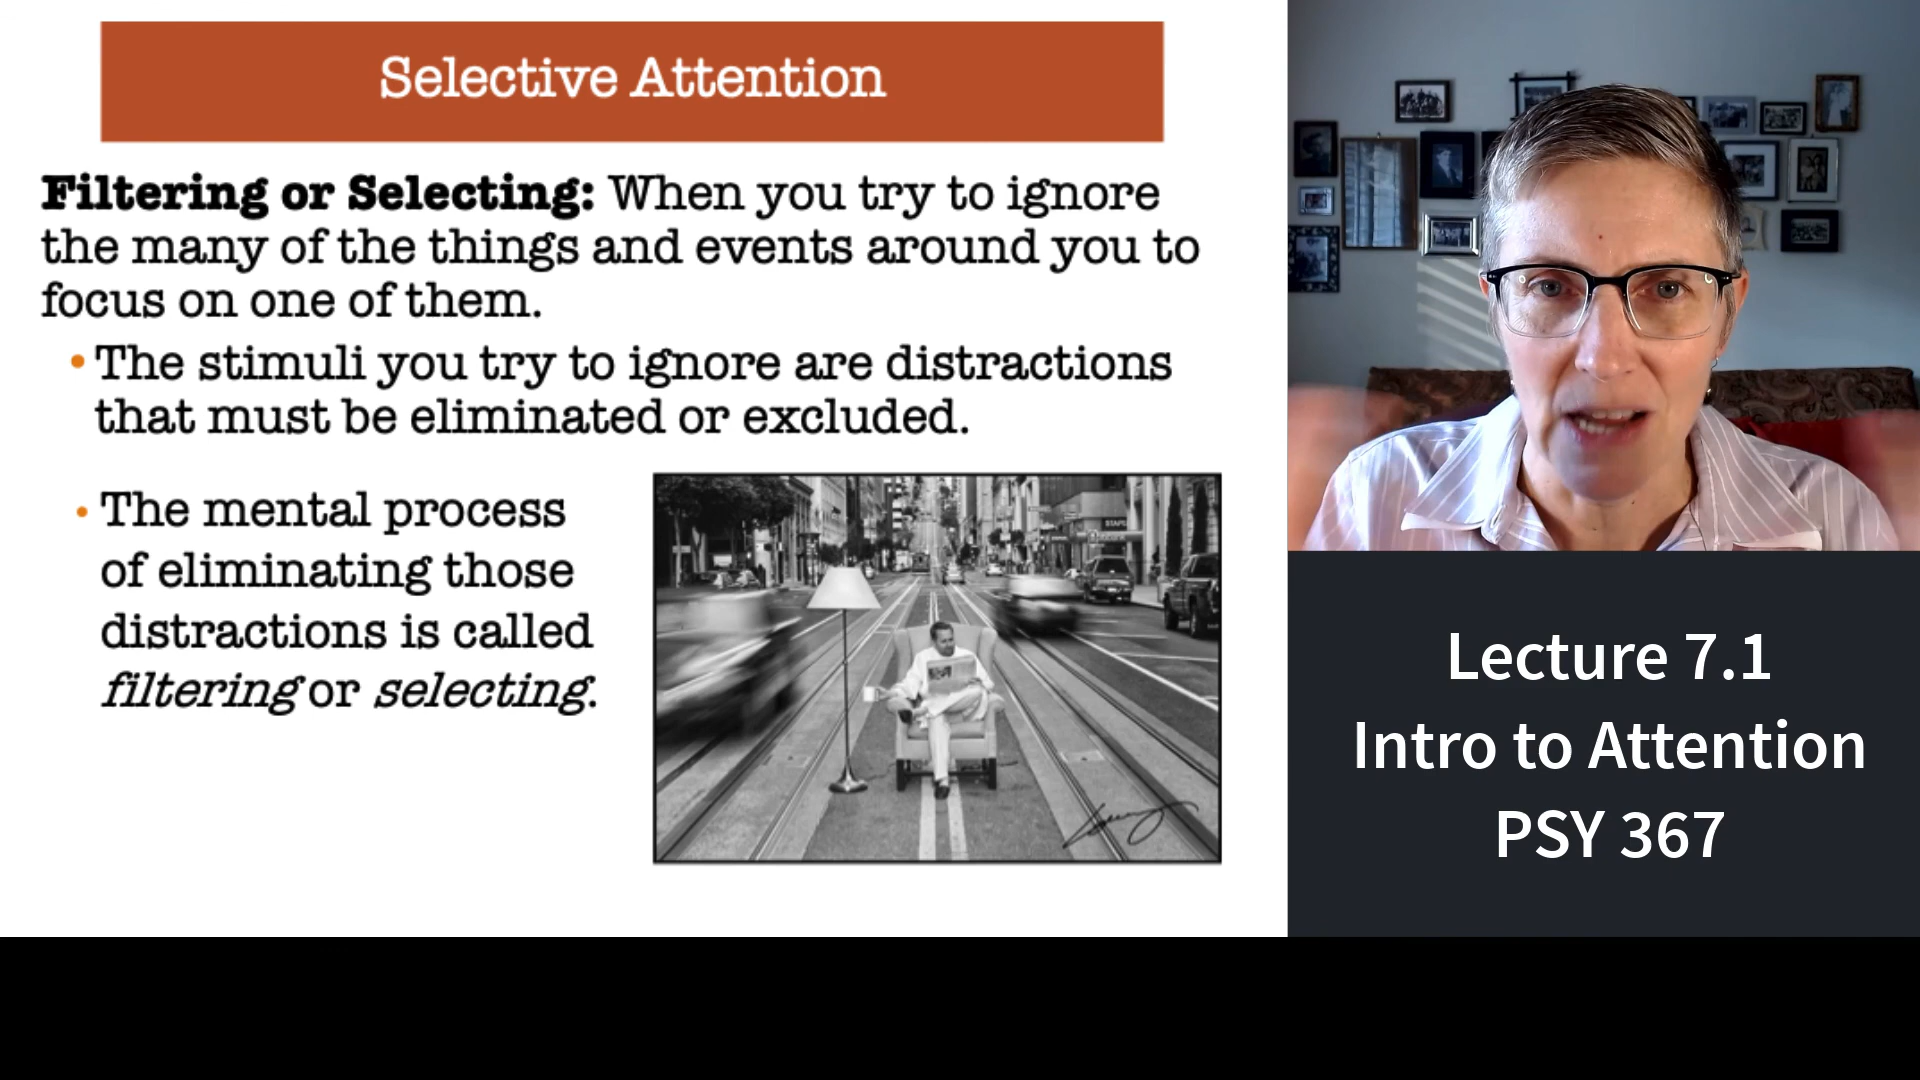 Selective Attention
Filtering or Selecting: When you try to ignore
the many of the things and events around you to
focus on one of them.
•The stimuli you try to ignore are distractions
that must be eliminated or excluded.
• The mental process
of eliminating those
distractions is called
filtering or selecting.
Lecture 7.1
Intro to Attention
PSY 367